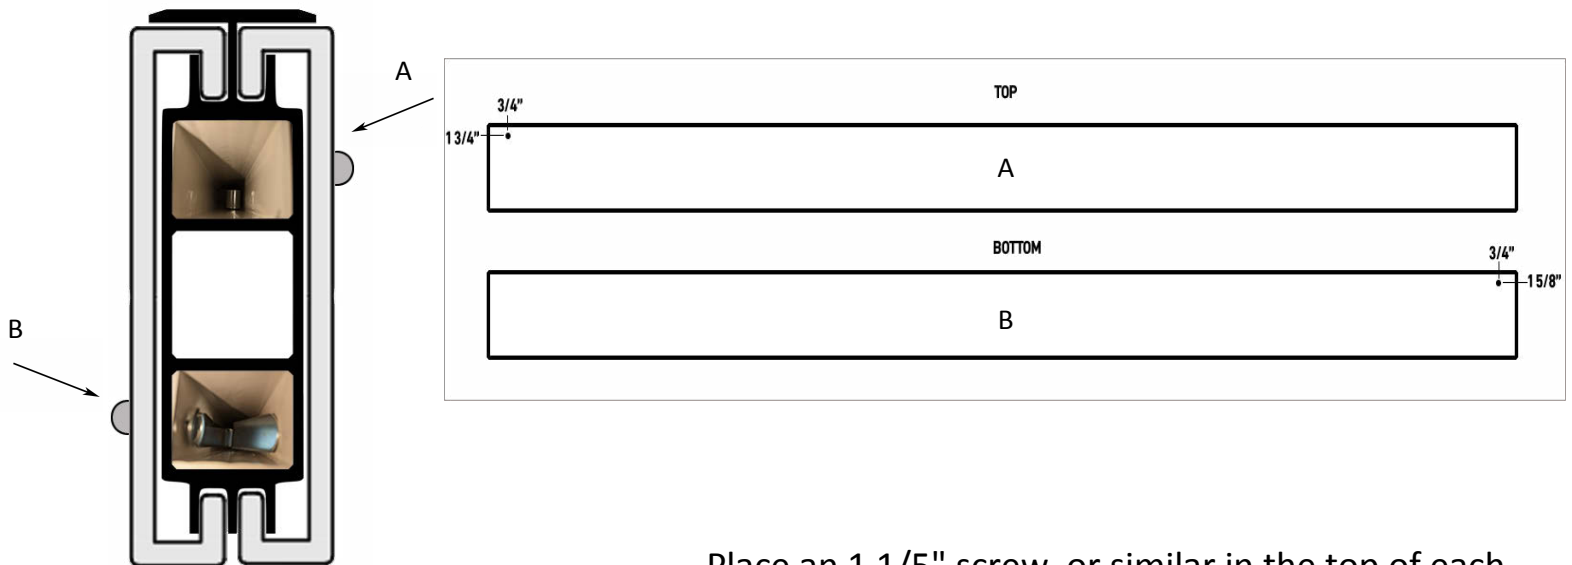 A
B
TOP
3/4"
1 3/4"
A
BOTTOM
3/4"
1 5/8"
B
Place an 1 1/5" screw, or similar in the top of each